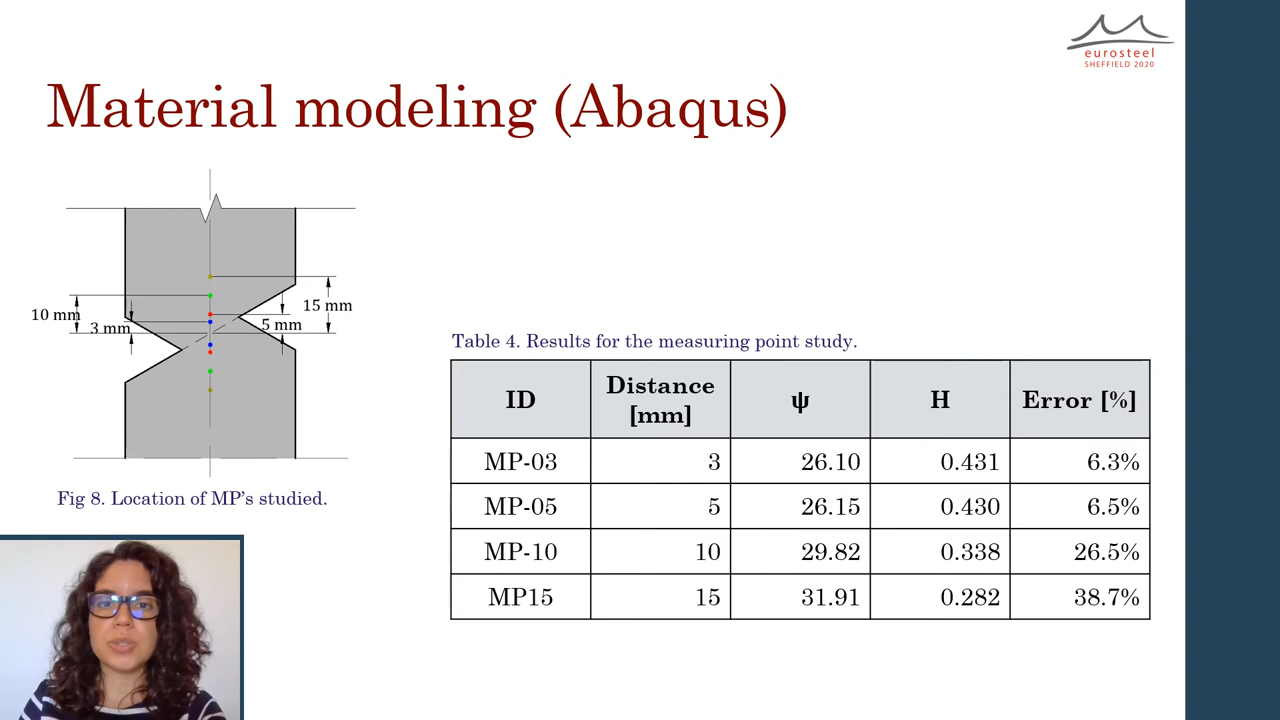 eurosteel
SHEFFIELD 2020
Material modeling (Abaqus)
10 mm
3 mm
5 mm
15 mm
Fig 8. Location of MP's studied.
Table 4. Results for the measuring point study.
ID Distance [mm] ψ H Error [%]
MP-03 3 26.10 0.431 6.3%
MP-05 5 26.15 0.430 6.5%
MP-10 10 29.82 0.338 26.5%
MP15 15 31.91 0.282 38.7%